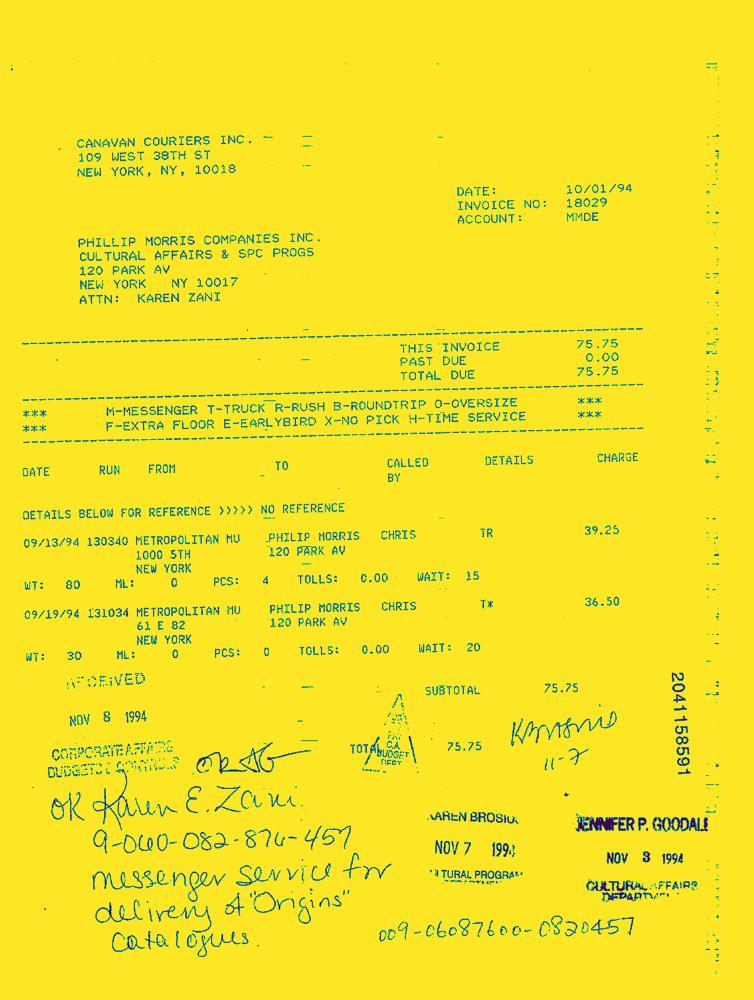 CANAVAN COURIERS INC.
109 WEST 38TH ST
NEW YORK, NY, 10018
DATE: 10/01/94
INVOICE NO: 18029
ACCOUNT: MMDE
PHILLIP MORRIS COMPANIES INC.
CULTURAL AFFAIRS & SPC PROGS
120 PARK AV
NEW YORK NY 10017
ATTN: KAREN ZANI
THIS INVOICE 75.75
PAST DUE 0.00
TOTAL DUE 75.75
*** M-MESSENGER T-TRUCK R-RUSH B-ROUNDTRIP O-OVERSIZE ***
*** F-EXTRA FLOOR E-EARLYBIRD X-NO PICK H-TIME SERVICE ***
DATE RUN FROM TO CALLED BY DETAILS CHARGE
DETAILS BELOW FOR REFERENCE >>>>> NO REFERENCE
09/13/94 130340 METROPOLITAN MU PHILIP MORRIS CHRIS TR 39.25
1000 5TH 120 PARK AV
NEW YORK
WT: 80 ML: 0 PCS: 4 TOLLS: 0.00 WAIT: 15
09/19/94 131034 METROPOLITAN MU PHILIP MORRIS CHRIS T* 36.50
61 E 82 120 PARK AV
NEW YORK
WT: 30 ML: 0 PCS: 0 TOLLS: 0.00 WAIT: 20
RECEIVED
NOV 8 1994
CORPORATE AFFAIRS
BUDGETS & CONTROLS
SUBTOTAL 75.75
TOTAL 75.75
C.A.
BUDGET
DEPT
11-7
2041158591
OK Karen E. Zani
9-060-082-876-457
messenger service for
delivery of "Origins"
catalogues.
KAREN BROSIUS
NOV 7 1994
CULTURAL PROGRAMS
DEPARTMENT
JENNIFER P. GOODALE
NOV 8 1994
CULTURAL AFFAIRS
DEPARTMENT
009-06087600-0820457